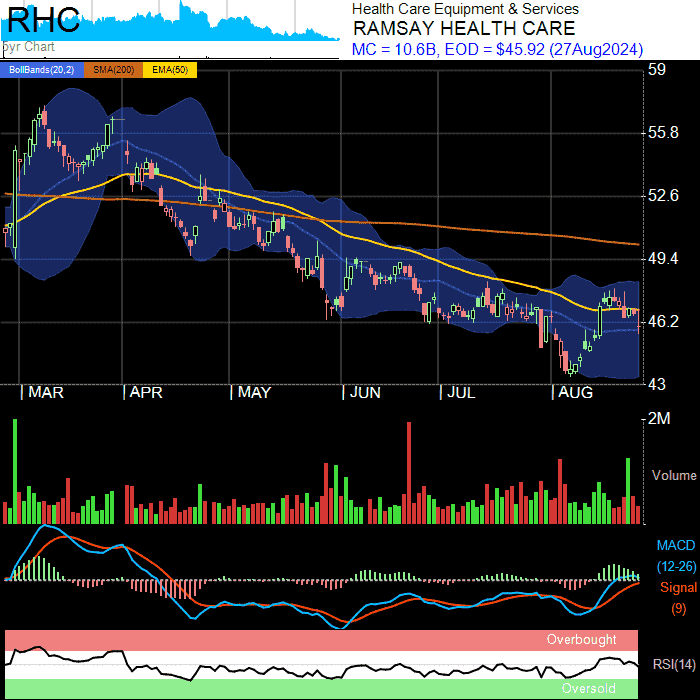 RHC
5yr Chart
Health Care Equipment & Services
RAMSAY HEALTH CARE
MC = 10.6B, EOD = $45.92 (27Aug2024)
BollBands(20,2) SMA(200) EMA(50)
59
55.8
52.6
49.4
46.2
43
MAR APR MAY JUN JUL AUG
2M
Volume
MACD
(12-26)
Signal
(9)
Overbought
RSI(14)
Oversold